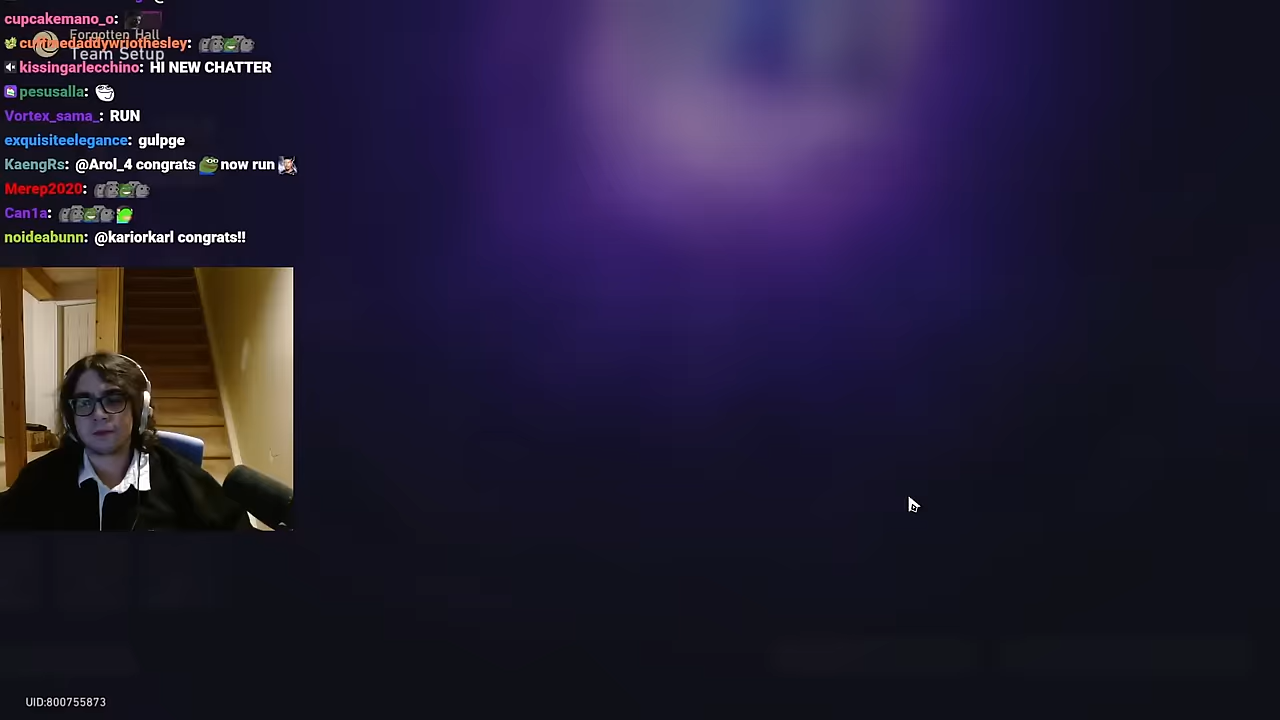 cupcakemano_o:
Forgotten Hall
cuffmedaddywriothesley:
Team Setup
kissingarlecchino: HI NEW CHATTER
pesusalla:
Vortex_sama_: RUN
exquisiteelegance: gulpge
KaengRs: @Arol_4 congrats now run
Merep2020:
Can1a:
noideabunn: @kariorkarl congrats!!
UID:800755873